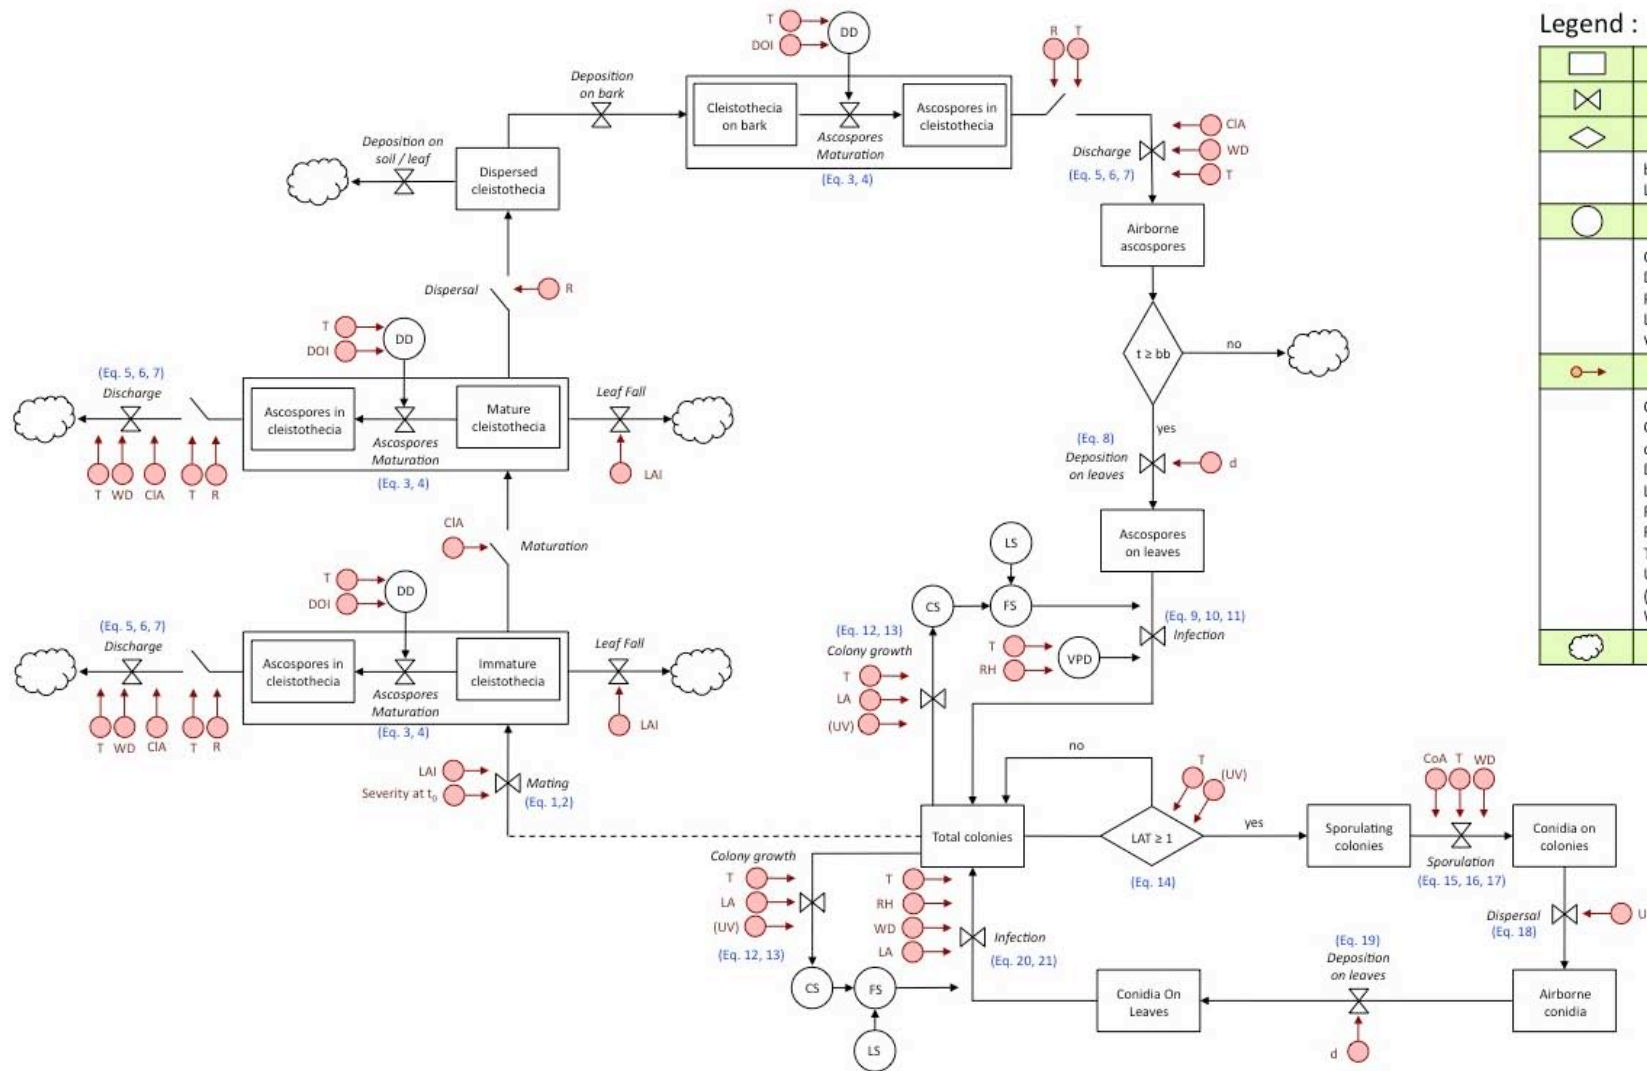 T
DOI
DD
Deposition
on bark
Cleistothecia
on bark
Ascospores
Maturation
(Eq. 3, 4)
Ascospores in
cleistothecia
R T
Discharge
(Eq. 5, 6, 7)
CIA
WD
T
Deposition on
soil / leaf
Dispersed
cleistothecia
Airborne
ascospores
Dispersal
R
t ≥ bb
no
yes
T
DOI
DD
(Eq. 5, 6, 7)
Discharge
Ascospores in
cleistothecia
Ascospores
Maturation
(Eq. 3, 4)
Mature
cleistothecia
Leaf Fall
LAI
T WD CIA T R
(Eq. 8)
Deposition
on leaves
d
Ascospores
on leaves
CIA
Maturation
T
DOI
DD
(Eq. 5, 6, 7)
Discharge
Ascospores in
cleistothecia
Ascospores
Maturation
(Eq. 3, 4)
Immature
cleistothecia
Leaf Fall
LAI
T WD CIA T R
LS
CS
FS
(Eq. 12, 13)
Colony growth
T
LA
(UV)
T
RH
VPD
(Eq. 9, 10, 11)
Infection
LAI
Severity at t0
Mating
(Eq. 1,2)
no
Total colonies
LAT ≥ 1
T
(UV)
yes
(Eq. 14)
Sporulating
colonies
CoA T WD
Sporulation
(Eq. 15, 16, 17)
Conidia on
colonies
Colony growth
T
LA
(UV)
(Eq. 12, 13)
CS
FS
LS
T
RH
WD
LA
Infection
(Eq. 20, 21)
Dispersal
(Eq. 18)
U
Conidia On
Leaves
(Eq. 19)
Deposition
on leaves
d
Airborne
conidia
Legend :